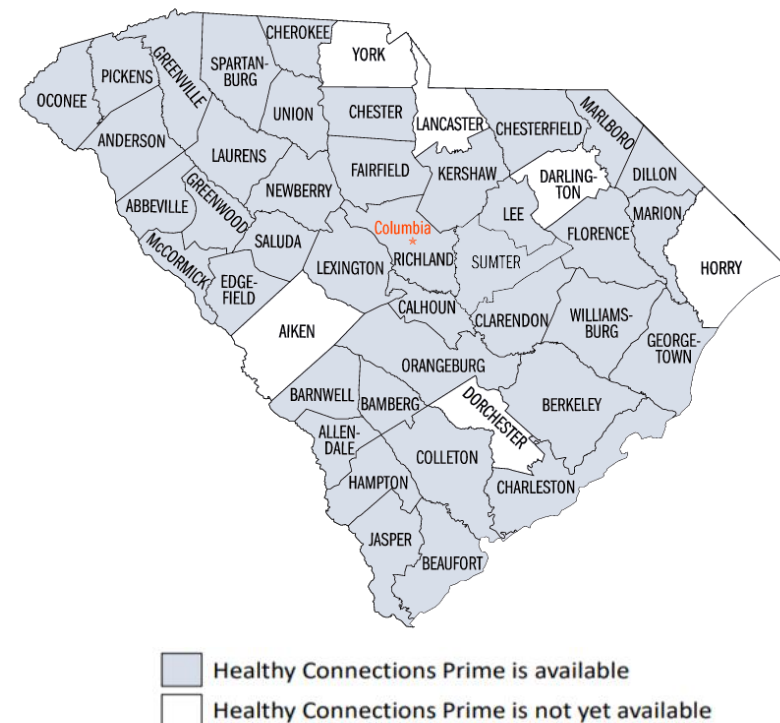 CHEROKEE
YORK
SPARTAN-
BURG
GREENVILLE
PICKENS
OCONEE
UNION
CHESTER
LANCASTER
CHESTERFIELD
MARLBORO
ANDERSON
LAURENS
FAIRFIELD
KERSHAW
DARLING-
TON
DILLON
NEWBERRY
ABBEVILLE
GREENWOOD
LEE
MARION
SALUDA
Columbia
FLORENCE
McCORMICK
LEXINGTON
RICHLAND
SUMTER
HORRY
EDGE-
FIELD
CALHOUN
CLARENDON
WILLIAMS-
BURG
AIKEN
GEORGE-
TOWN
ORANGEBURG
BARNWELL
BAMBERG
DORCHESTER
BERKELEY
ALLEN-
DALE
COLLETON
HAMPTON
CHARLESTON
JASPER
BEAUFORT
Healthy Connections Prime is available
Healthy Connections Prime is not yet available